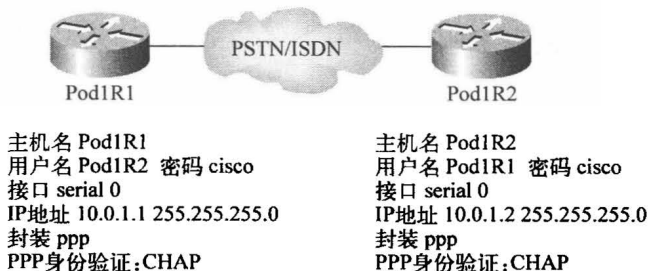 PSTN/ISDN
Pod1R1
Pod1R2
主机名 Pod1R1
用户名 Pod1R2 密码 cisco
接口 serial 0
IP地址 10.0.1.1 255.255.255.0
封装 ppp
PPP身份验证:CHAP
主机名 Pod1R2
用户名 Pod1R1 密码 cisco
接口 serial 0
IP地址 10.0.1.2 255.255.255.0
封装 ppp
PPP身份验证:CHAP